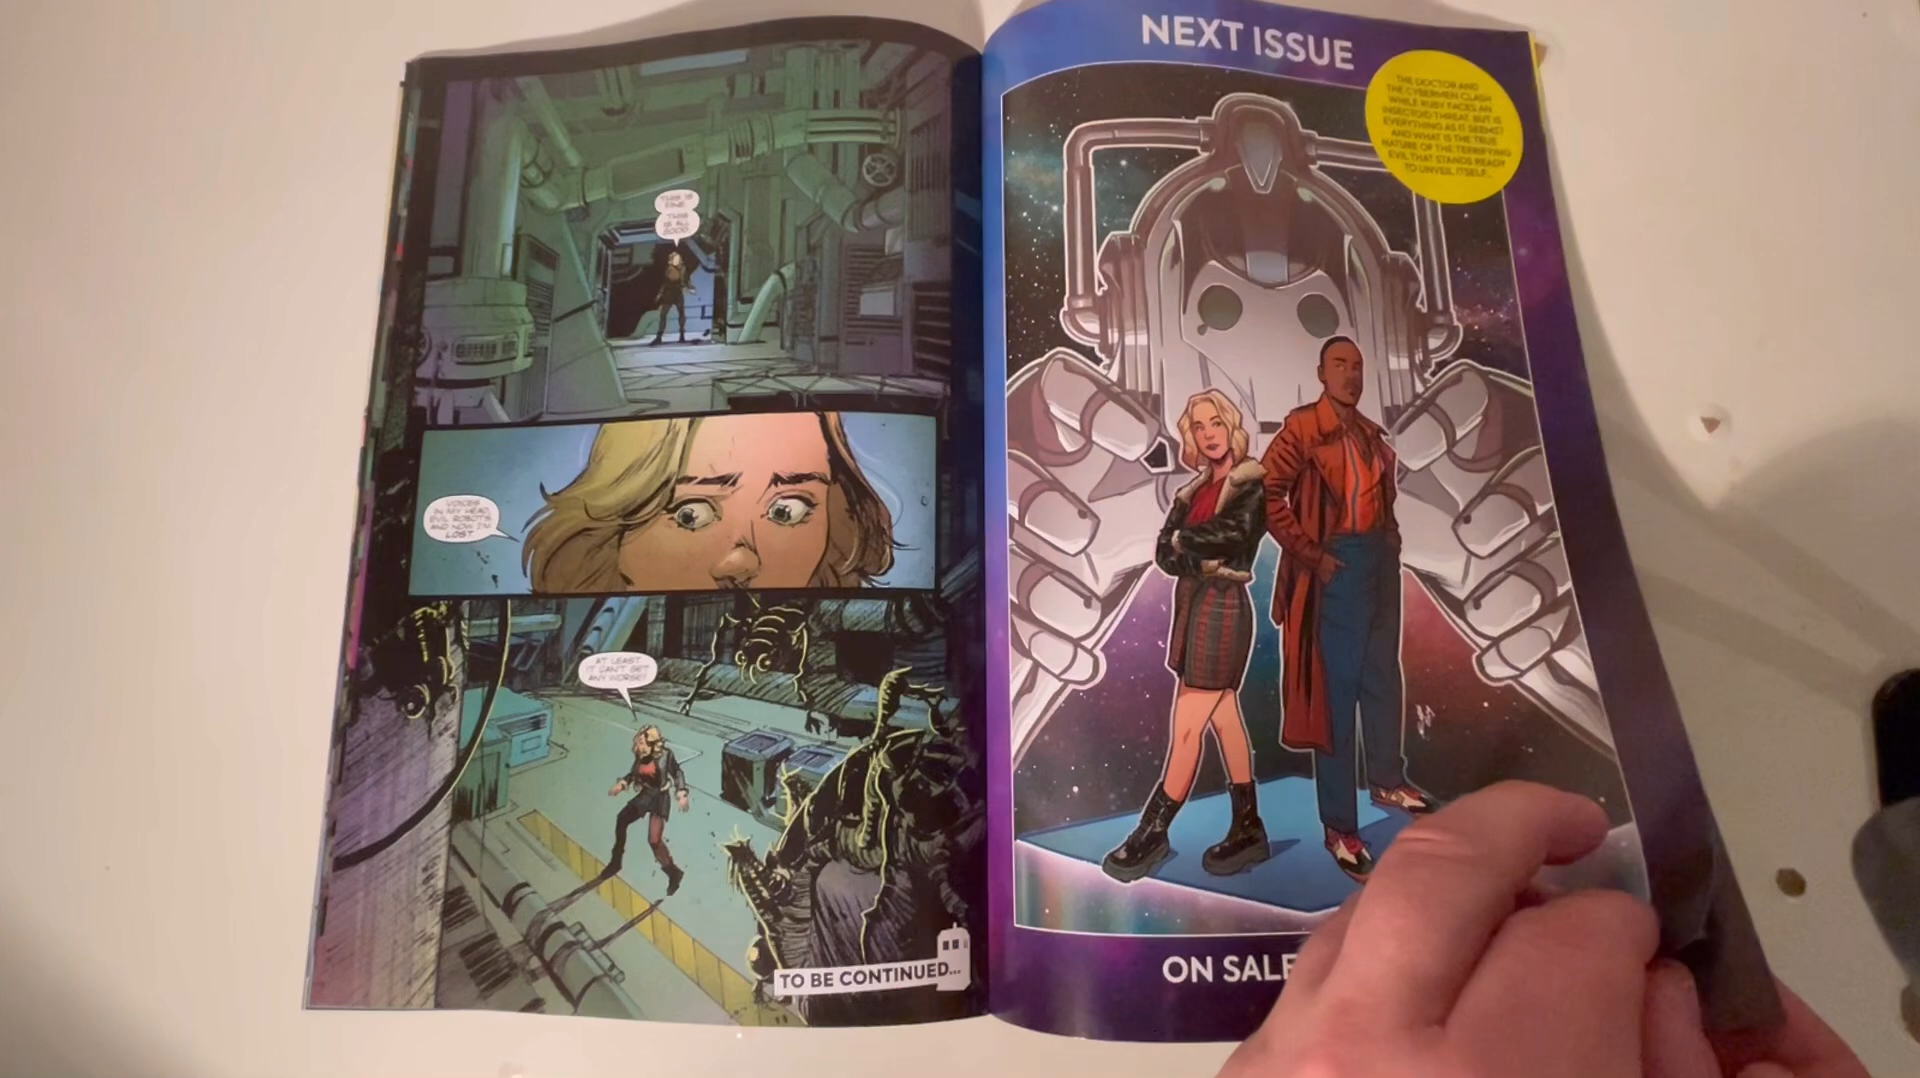 THIS IS
FINE.
THIS
IS ALL
GOOD.
VOICES
IN MY HEAD,
EVIL ROBOTS
AND NOW I'M
LOST.
AT LEAST
IT CAN'T GET
ANY WORSE!
TO BE CONTINUED...
NEXT ISSUE
THE DOCTOR AND
THE CYBERMEN CLASH
WHILE RUBY FACES AN
INSECTOID THREAT. BUT IS
EVERYTHING AS IT SEEMS?
AND WHAT IS THE TRUE
NATURE OF THE TERRIFYING
EVIL THAT STANDS READY
TO UNVEIL ITSELF...
ON SALE